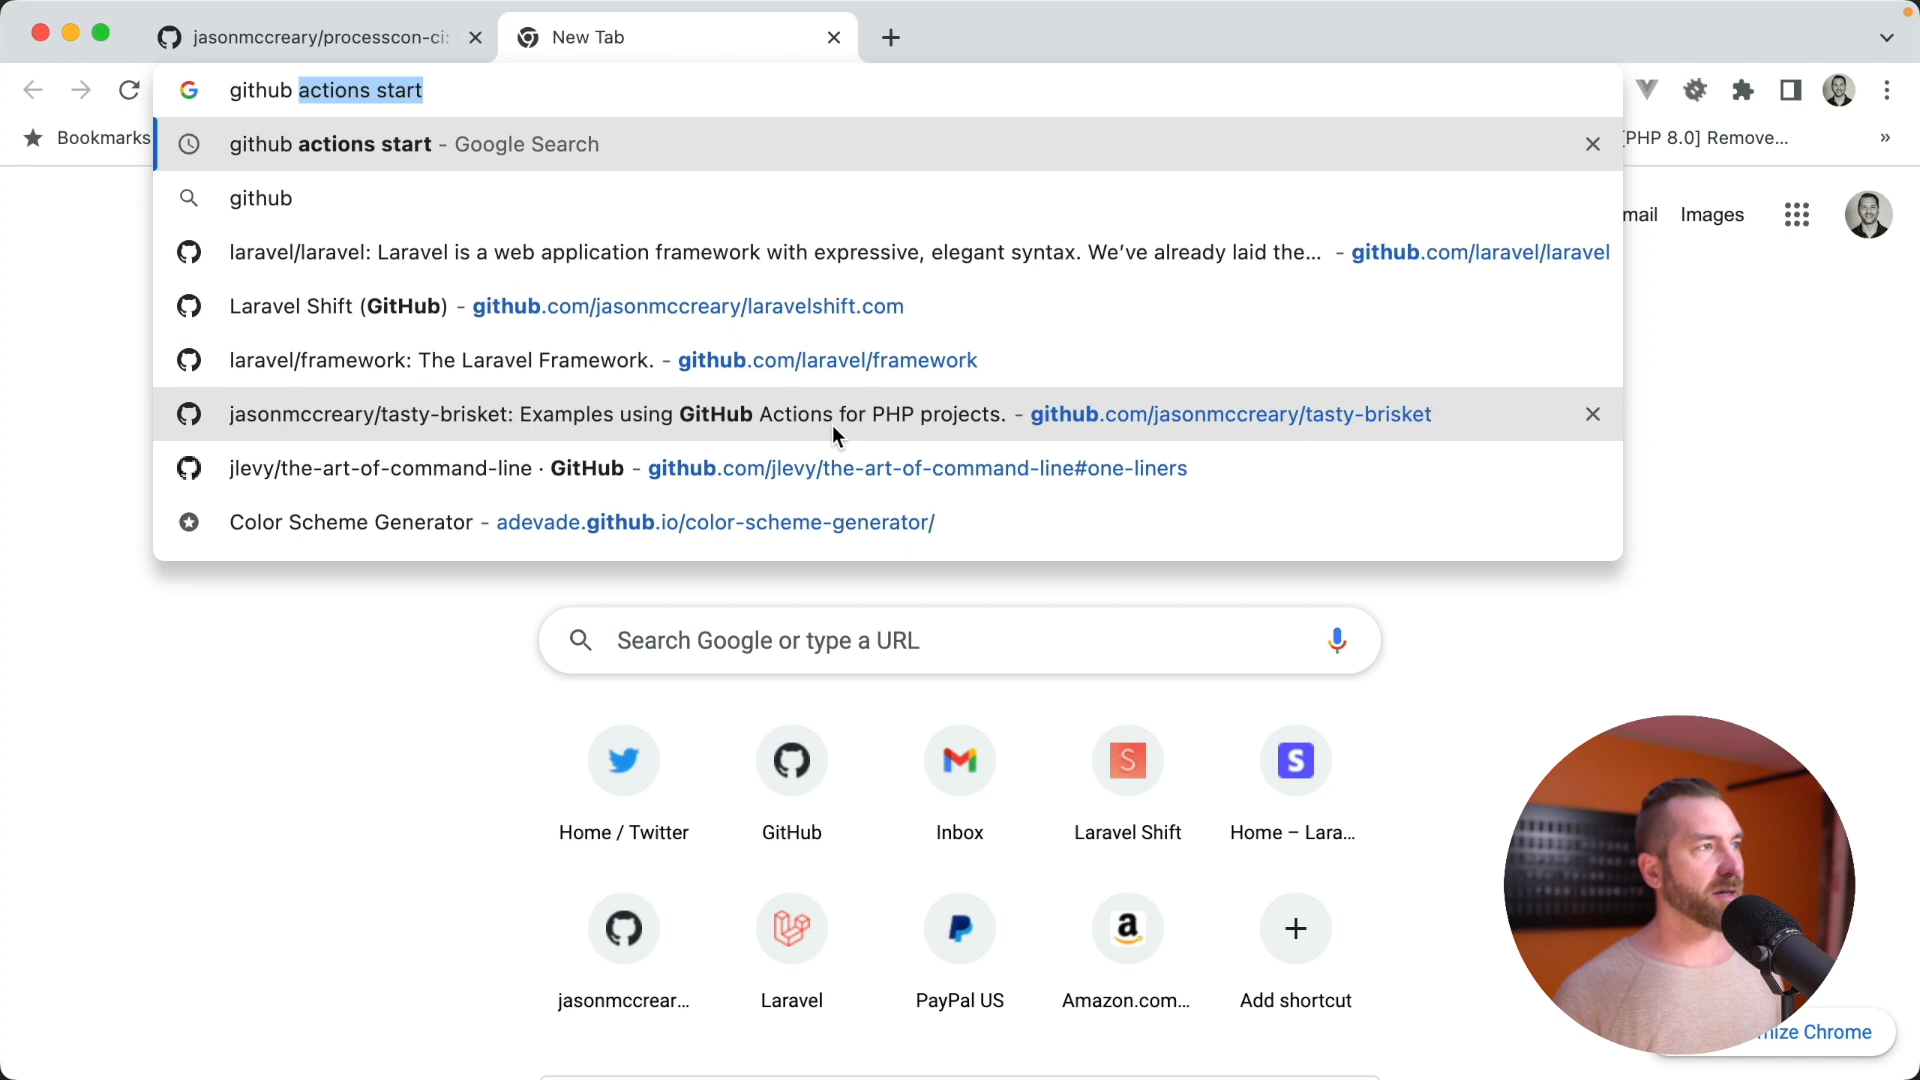 jasonmccreary/processcon-ci:
New Tab
github actions start
Bookmarks
[PHP 8.0] Remove...
»
github actions start - Google Search
github
laravel/laravel: Laravel is a web application framework with expressive, elegant syntax. We’ve already laid the... - github.com/laravel/laravel
Laravel Shift (GitHub) - github.com/jasonmccreary/laravelshift.com
laravel/framework: The Laravel Framework. - github.com/laravel/framework
jasonmccreary/tasty-brisket: Examples using GitHub Actions for PHP projects. - github.com/jasonmccreary/tasty-brisket
jlevy/the-art-of-command-line · GitHub - github.com/jlevy/the-art-of-command-line#one-liners
Color Scheme Generator - adevade.github.io/color-scheme-generator/
mail Images
Search Google or type a URL
S
S
Home / Twitter
GitHub
Inbox
Laravel Shift
Home – Lara...
a
jasonmccrear...
Laravel
PayPal US
Amazon.com...
Add shortcut
mize Chrome